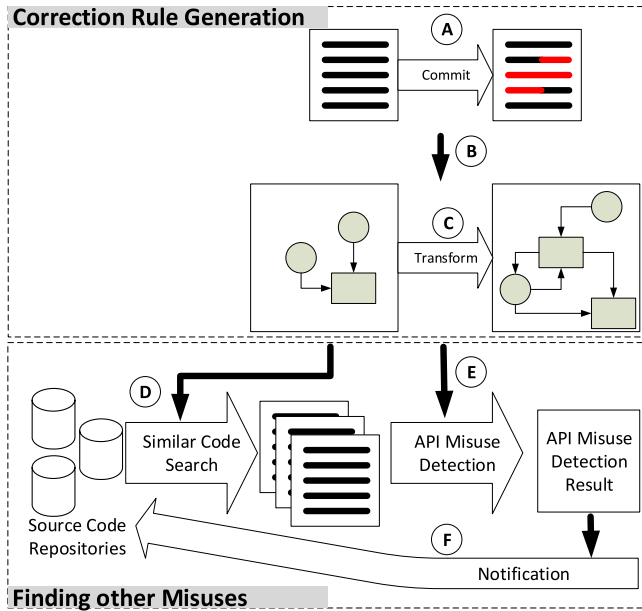 Correction Rule Generation
A
Commit
B
C
Transform
D
E
Similar Code
Search
API Misuse
Detection
API Misuse
Detection
Result
Source Code
Repositories
F
Notification
Finding other Misuses